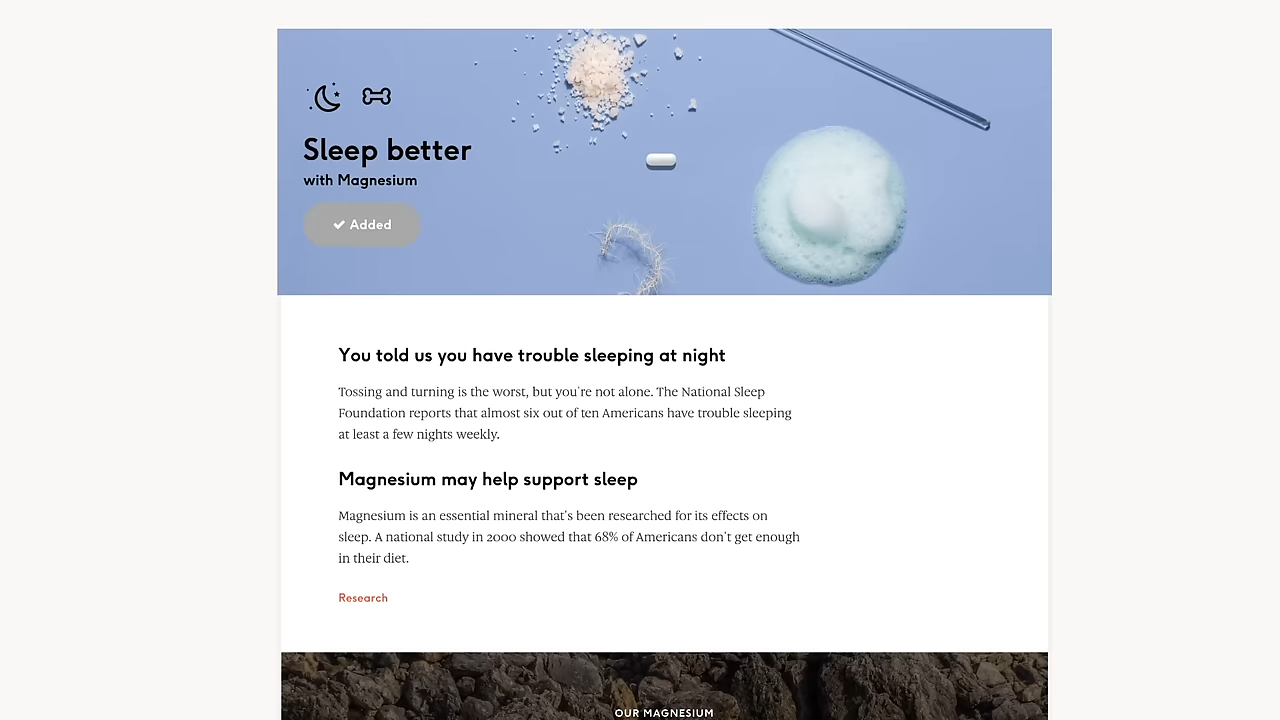 Sleep better
with Magnesium
✔ Added
You told us you have trouble sleeping at night
Tossing and turning is the worst, but you're not alone. The National Sleep
Foundation reports that almost six out of ten Americans have trouble sleeping
at least a few nights weekly.
Magnesium may help support sleep
Magnesium is an essential mineral that's been researched for its effects on
sleep. A national study in 2000 showed that 68% of Americans don't get enough
in their diet.
Research
OUR MAGNESIUM